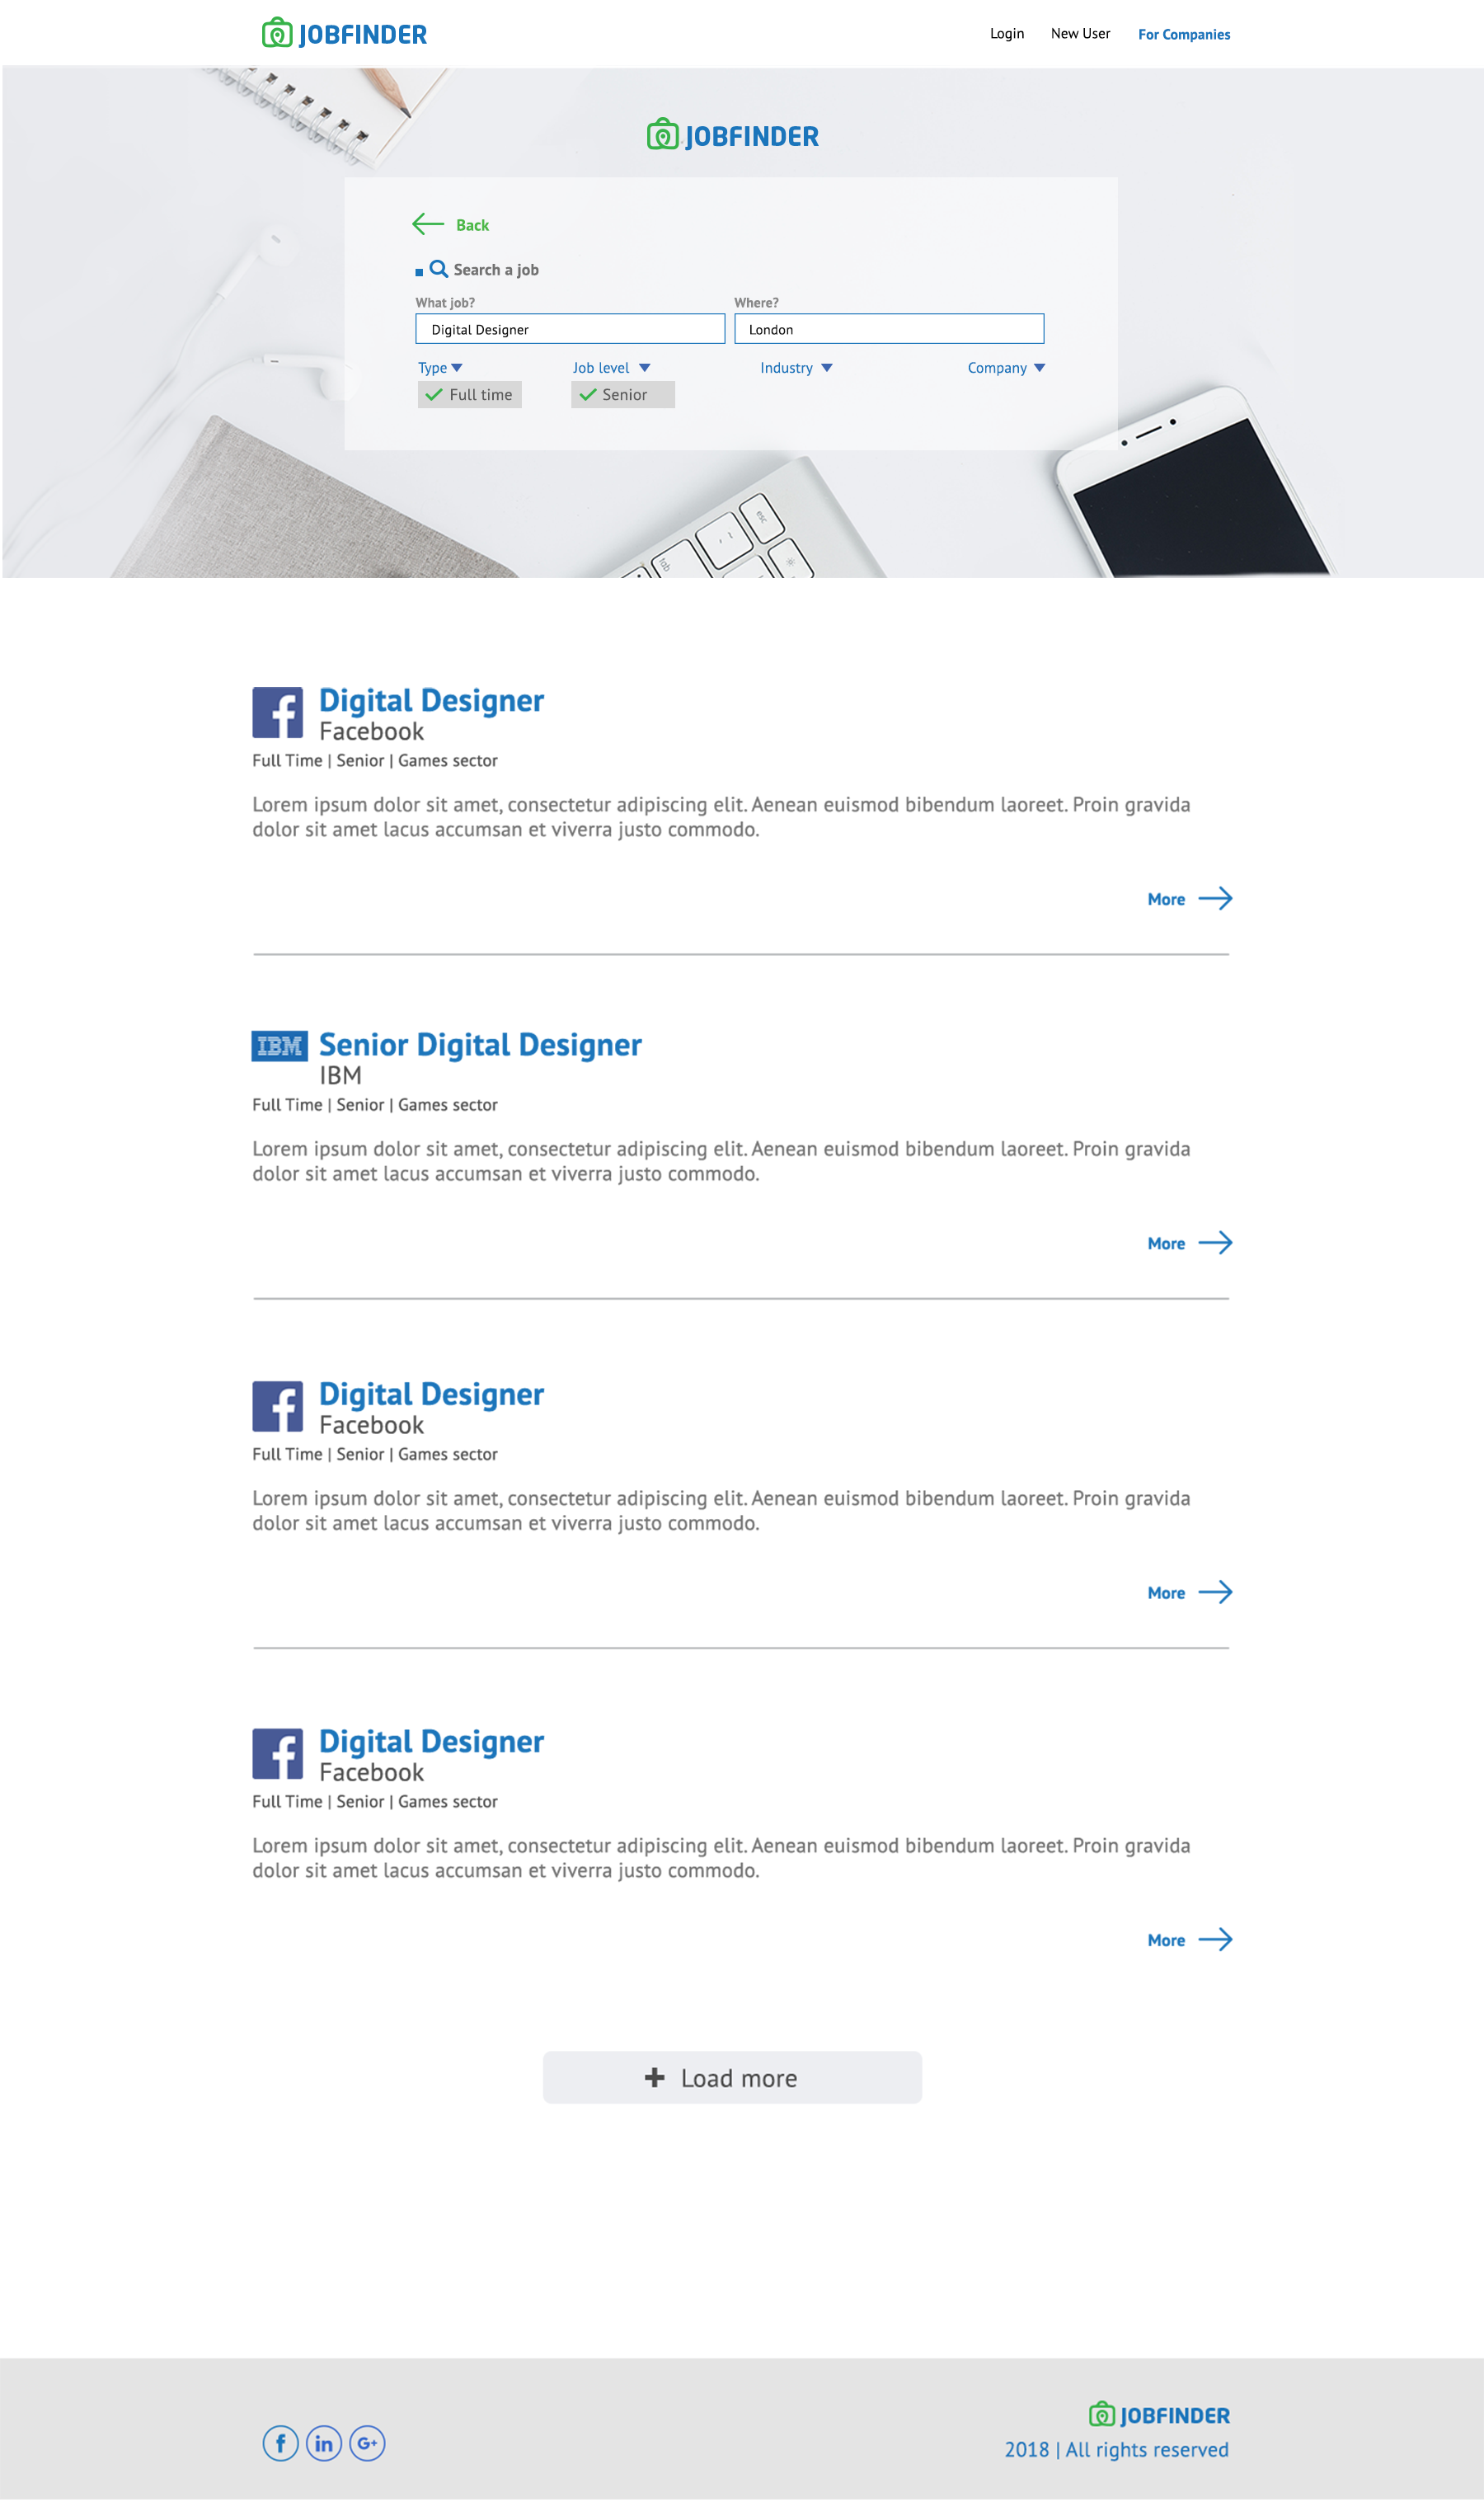 JOBFINDER
Login New User For Companies
JOBFINDER
Back
Search a job
What job? Where?
Digital Designer London
Type Job level Industry Company
Full time Senior
esc
tab
Digital Designer
Facebook
Full Time | Senior | Games sector
Lorem ipsum dolor sit amet, consectetur adipiscing elit. Aenean euismod bibendum laoreet. Proin gravida
dolor sit amet lacus accumsan et viverra justo commodo.
More
IBM
Senior Digital Designer
IBM
Full Time | Senior | Games sector
Lorem ipsum dolor sit amet, consectetur adipiscing elit. Aenean euismod bibendum laoreet. Proin gravida
dolor sit amet lacus accumsan et viverra justo commodo.
More
Digital Designer
Facebook
Full Time | Senior | Games sector
Lorem ipsum dolor sit amet, consectetur adipiscing elit. Aenean euismod bibendum laoreet. Proin gravida
dolor sit amet lacus accumsan et viverra justo commodo.
More
Digital Designer
Facebook
Full Time | Senior | Games sector
Lorem ipsum dolor sit amet, consectetur adipiscing elit. Aenean euismod bibendum laoreet. Proin gravida
dolor sit amet lacus accumsan et viverra justo commodo.
More
+ Load more
JOBFINDER
f in G+
2018 | All rights reserved